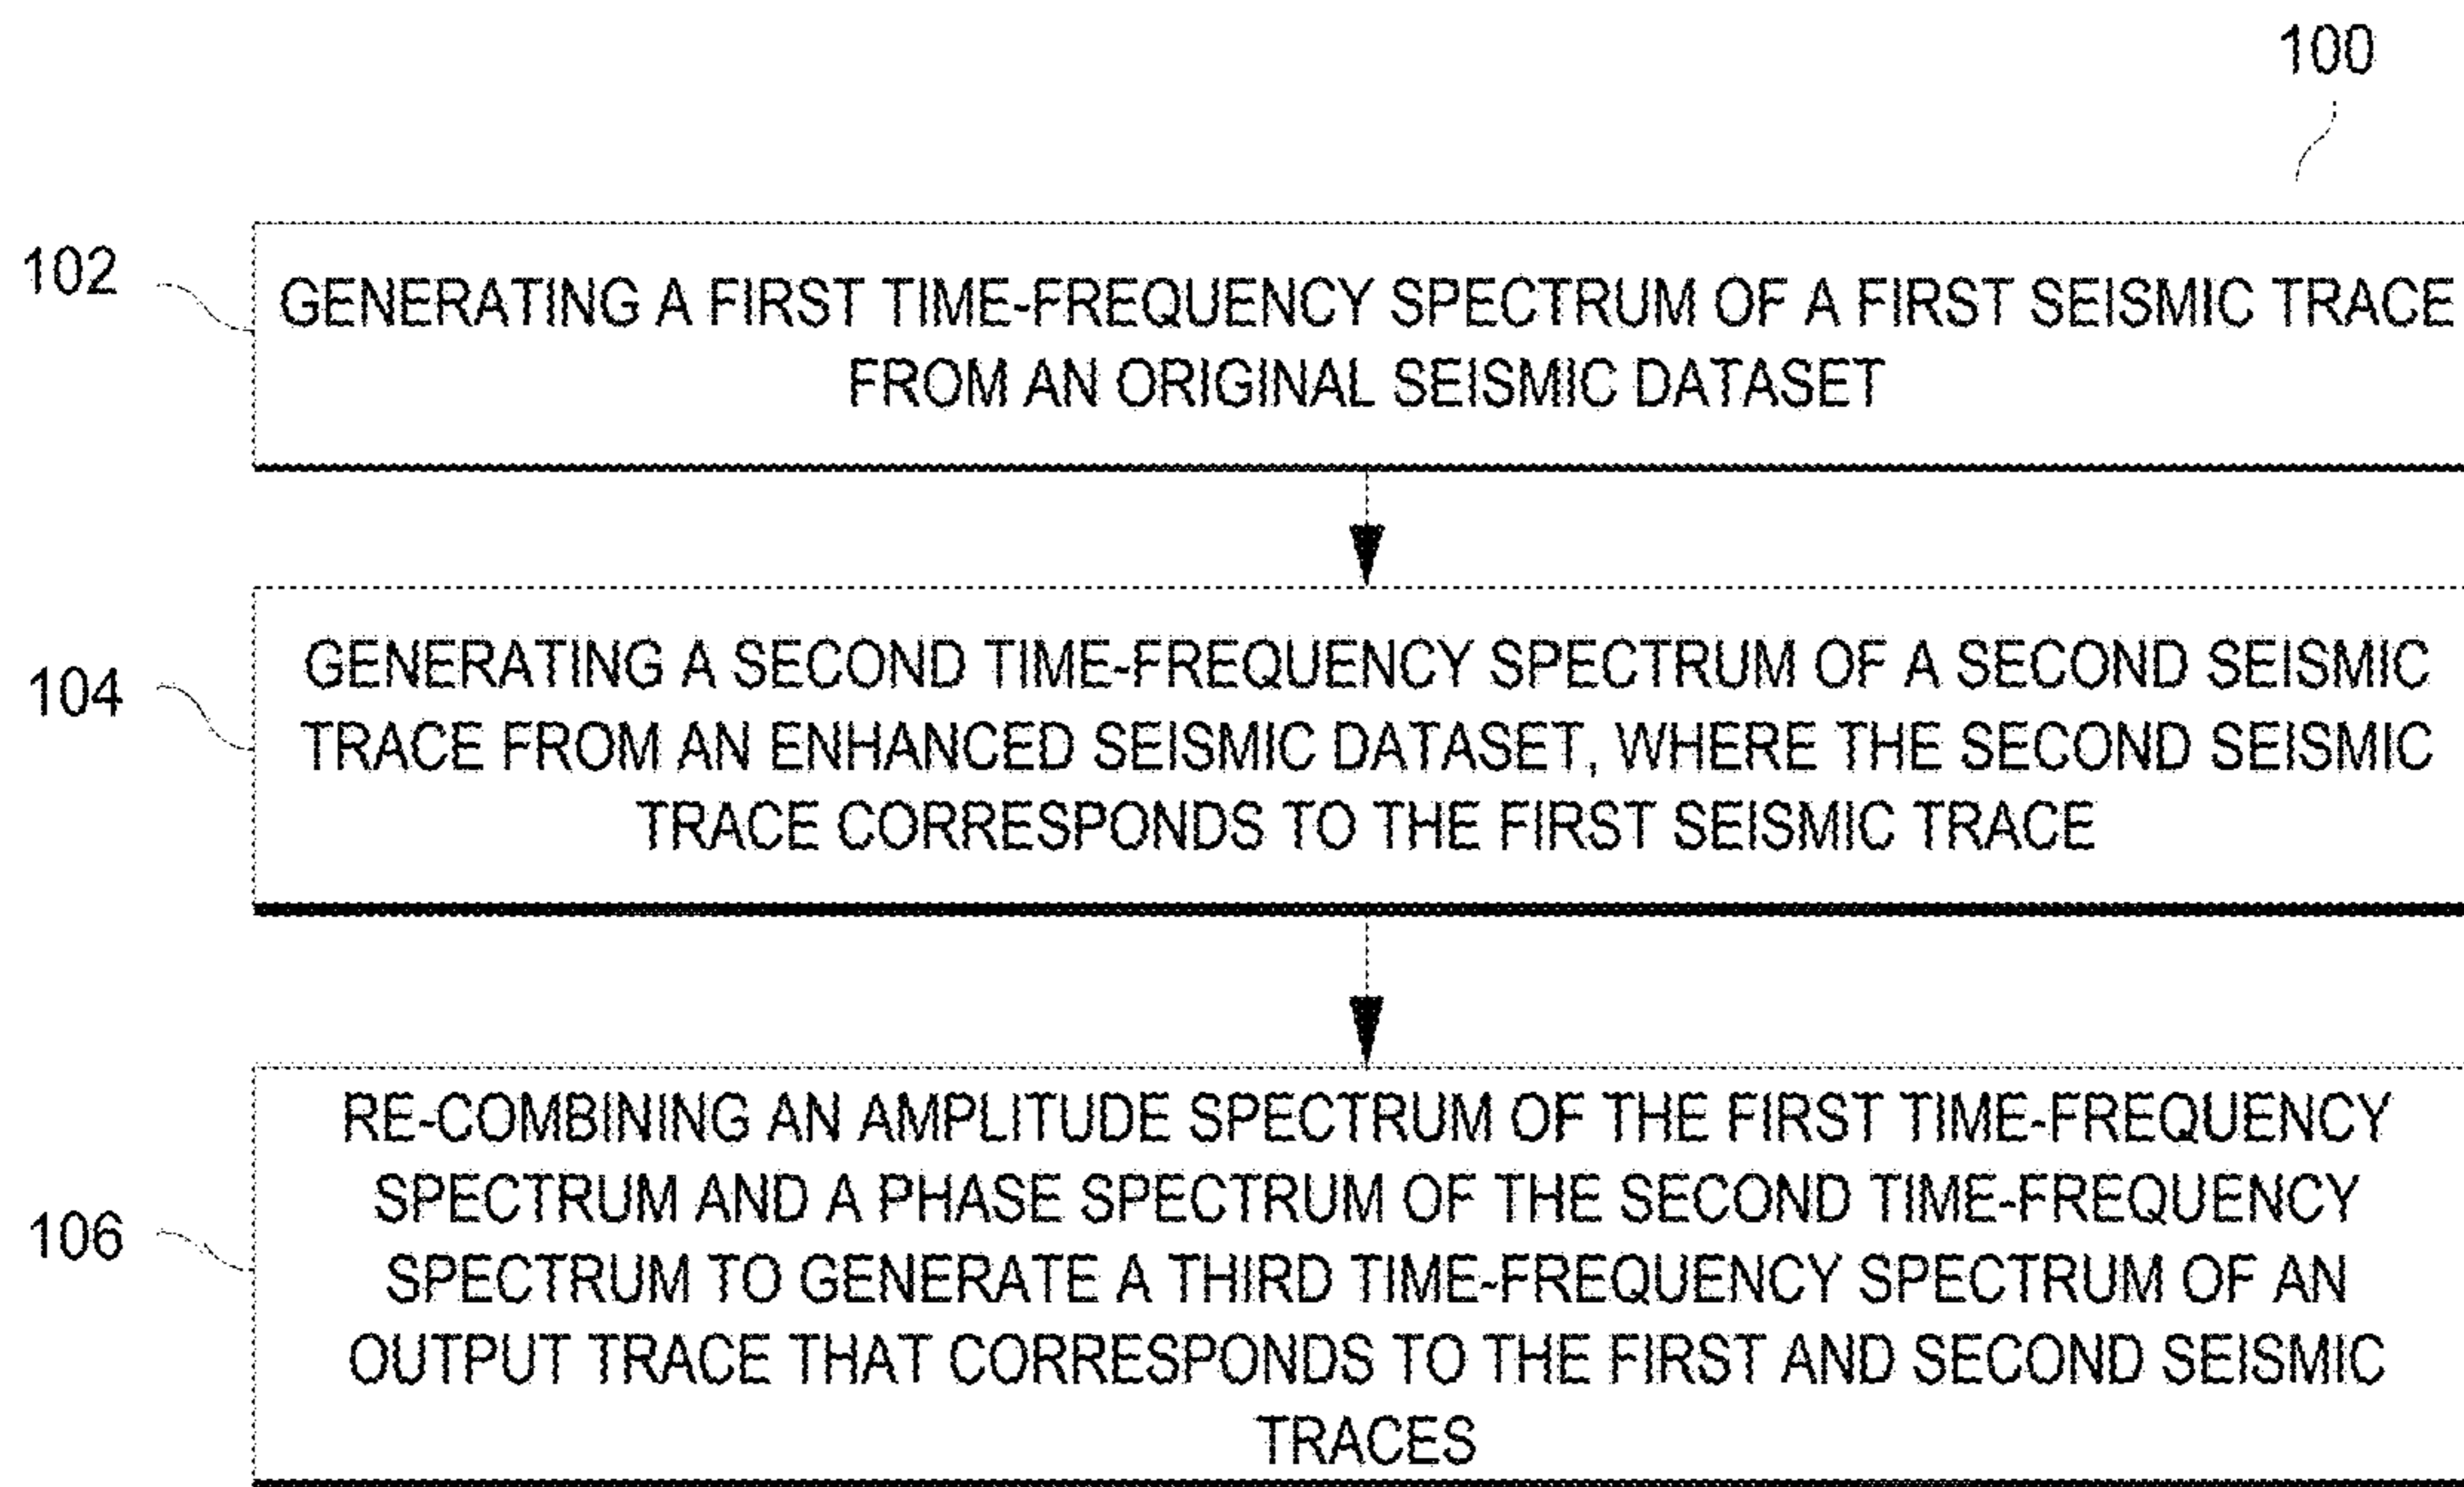 100
102
GENERATING A FIRST TIME-FREQUENCY SPECTRUM OF A FIRST SEISMIC TRACE
FROM AN ORIGINAL SEISMIC DATASET
104
GENERATING A SECOND TIME-FREQUENCY SPECTRUM OF A SECOND SEISMIC
TRACE FROM AN ENHANCED SEISMIC DATASET, WHERE THE SECOND SEISMIC
TRACE CORRESPONDS TO THE FIRST SEISMIC TRACE
106
RE-COMBINING AN AMPLITUDE SPECTRUM OF THE FIRST TIME-FREQUENCY
SPECTRUM AND A PHASE SPECTRUM OF THE SECOND TIME-FREQUENCY
SPECTRUM TO GENERATE A THIRD TIME-FREQUENCY SPECTRUM OF AN
OUTPUT TRACE THAT CORRESPONDS TO THE FIRST AND SECOND SEISMIC
TRACES